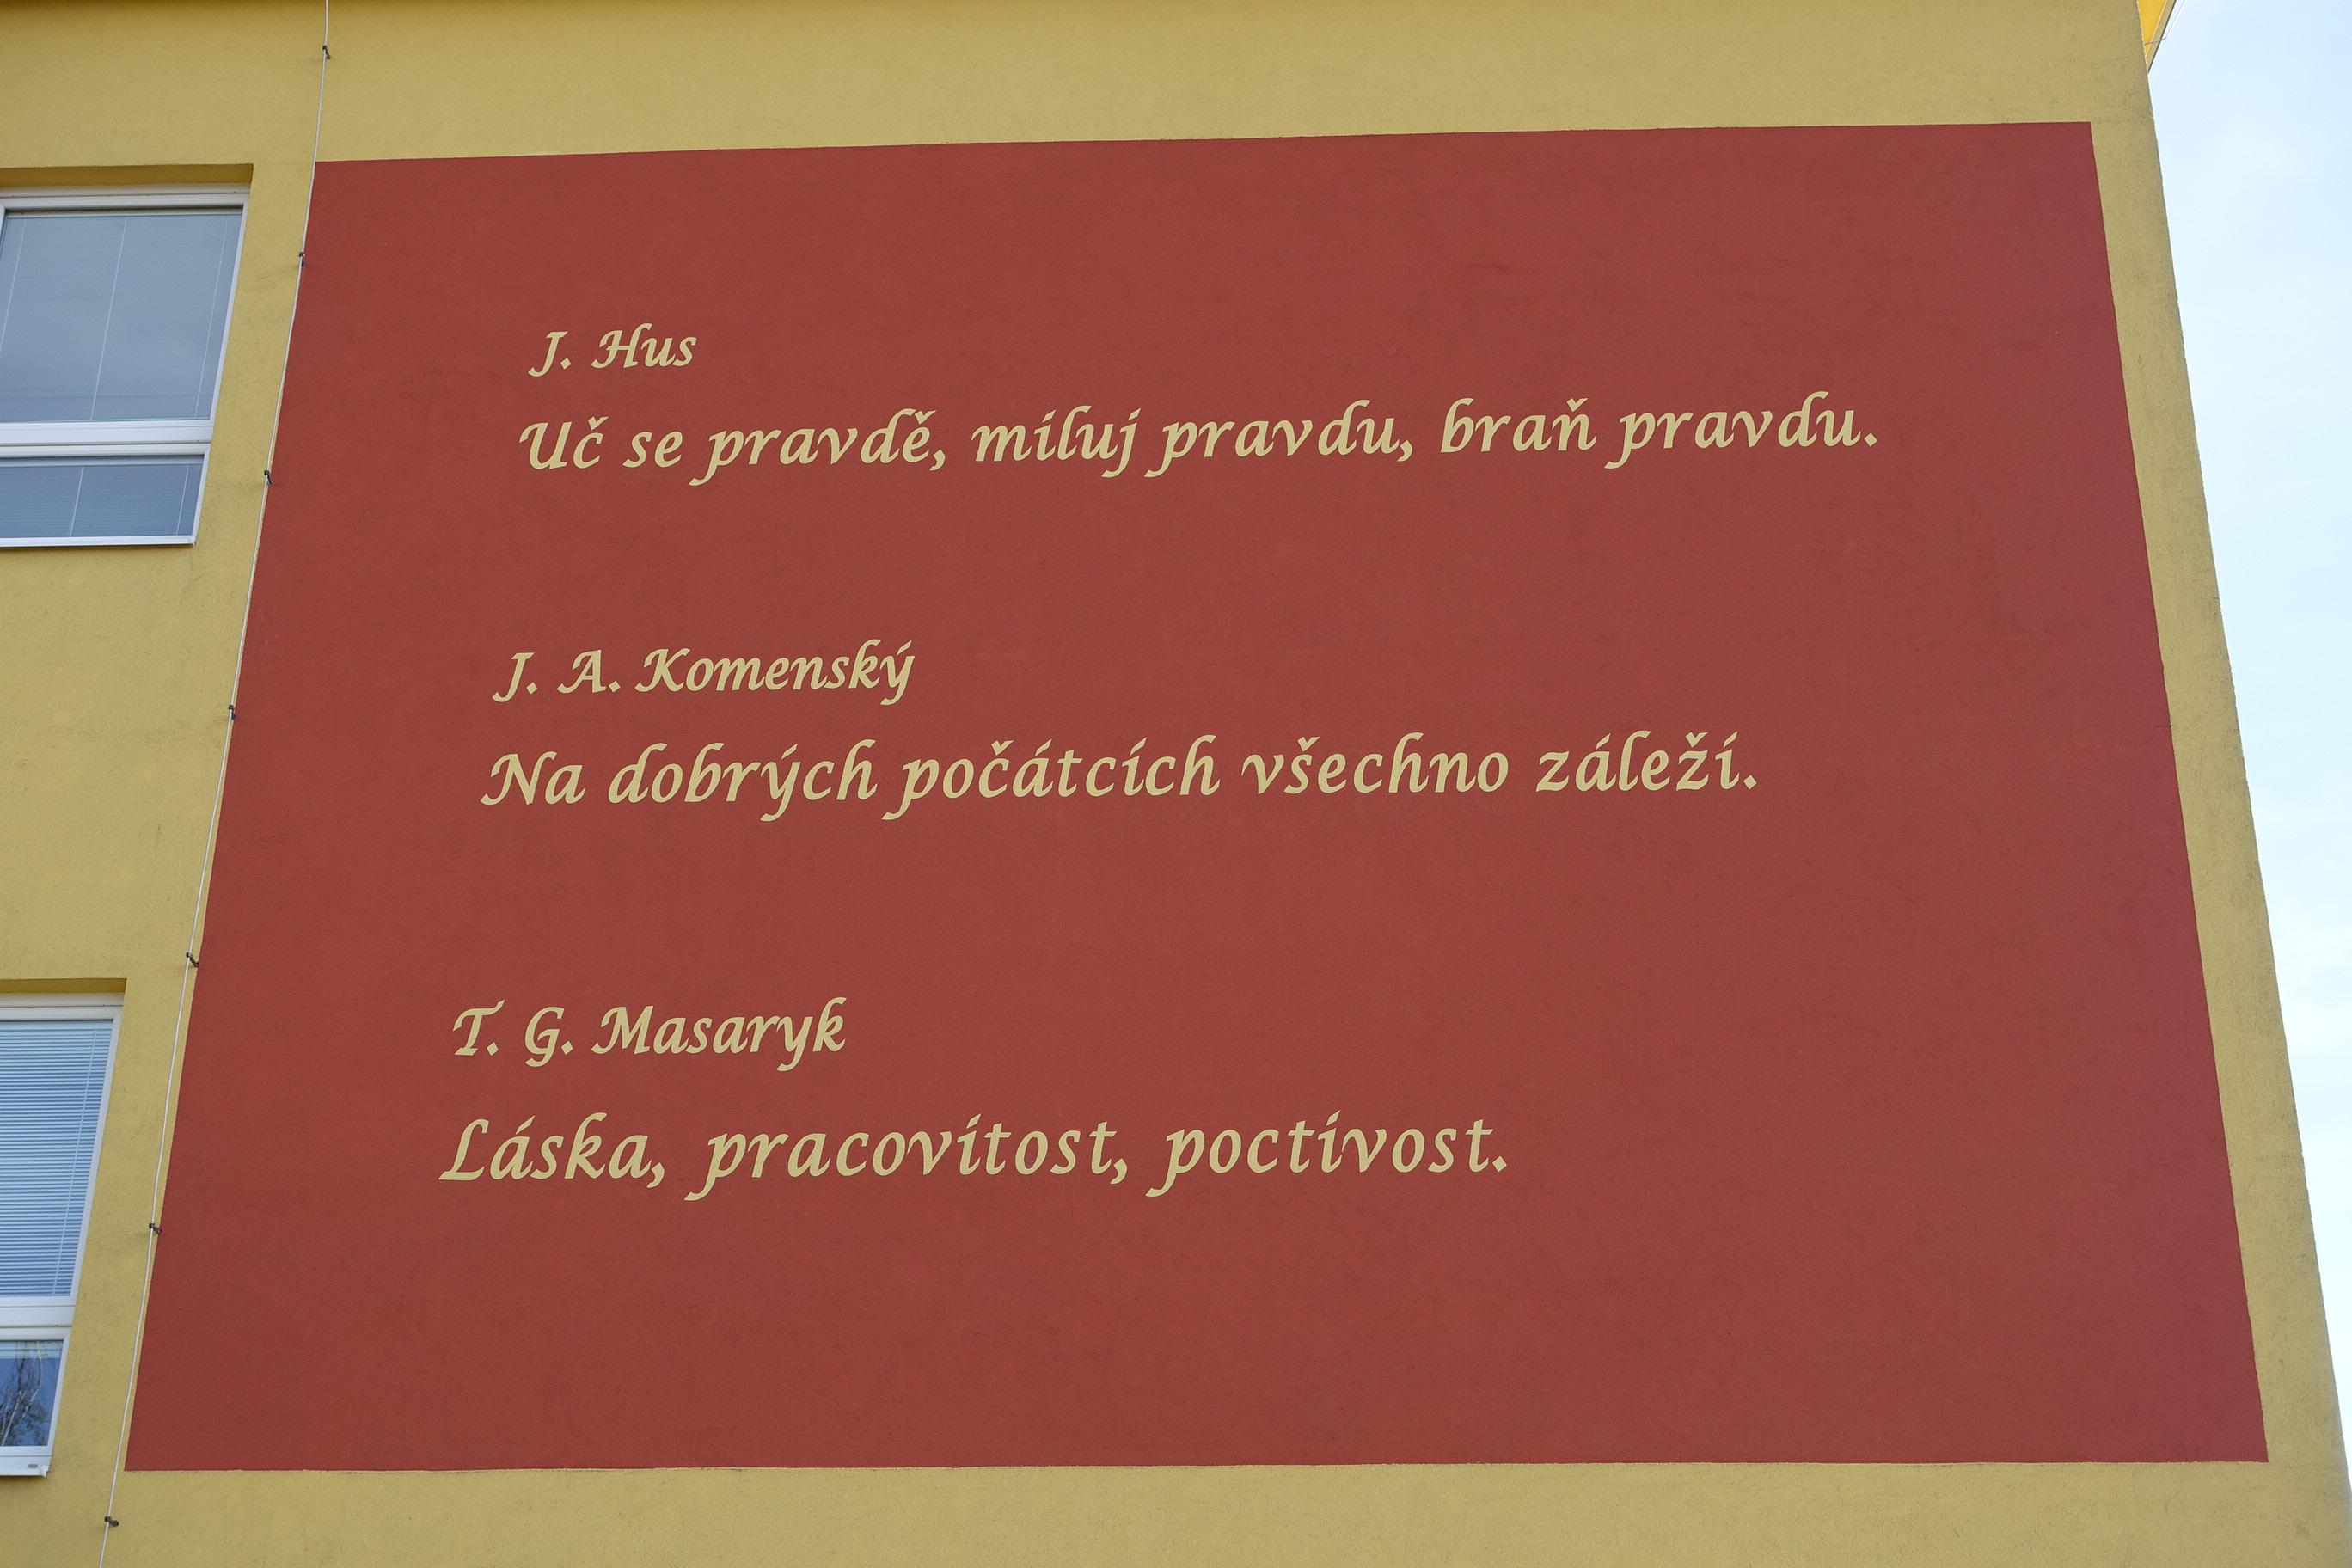 J. Hus
Uč se pravdě, miluj pravdu, braň pravdu.
J. A. Komenský
Na dobrých počátcích všechno záleží.
T. G. Masaryk
Láska, pracovitost, poctivost.